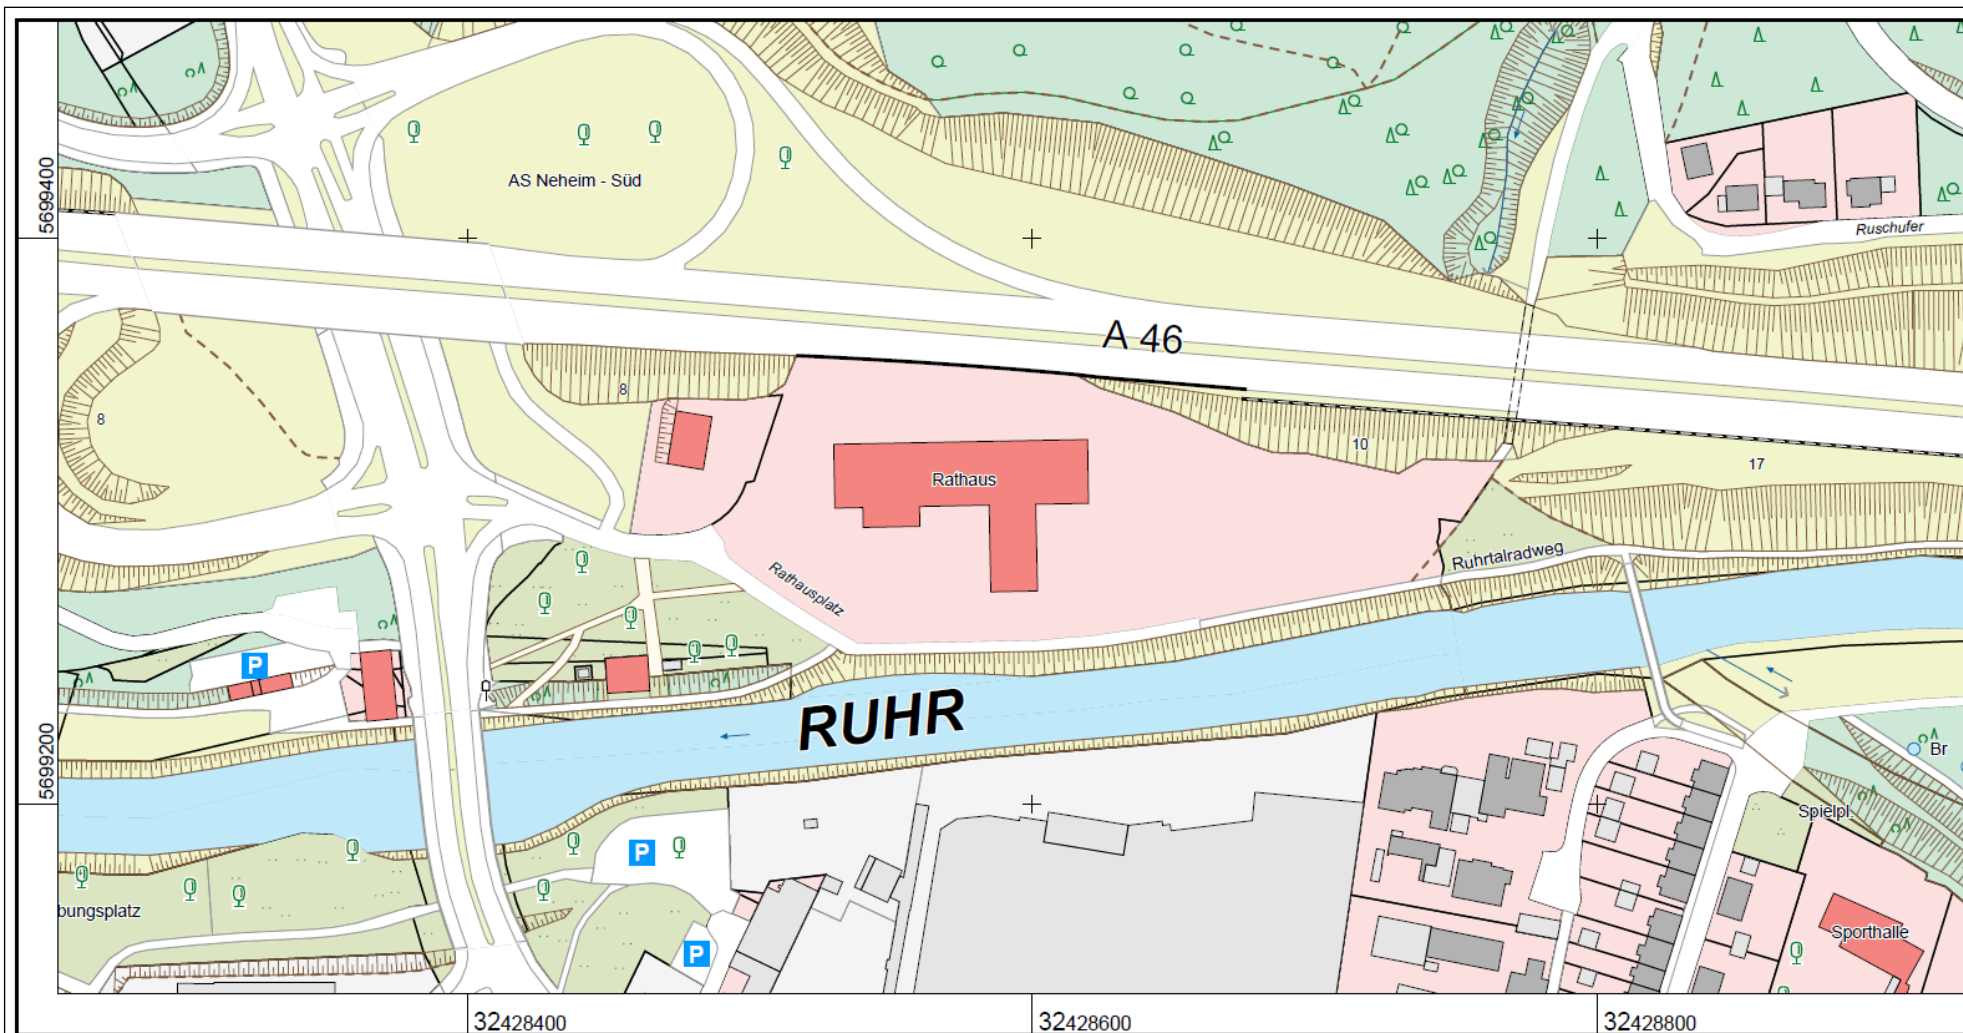 5699400
AS Neheim - Süd
Ruschufer
A 46
8
8
10
17
Rathaus
Ruhrtalradweg
Rathausplatz
P
RUHR
5699200
Br
Spielpl.
P
bungsplatz
Sporthalle
P
32428400
32428600
32428800